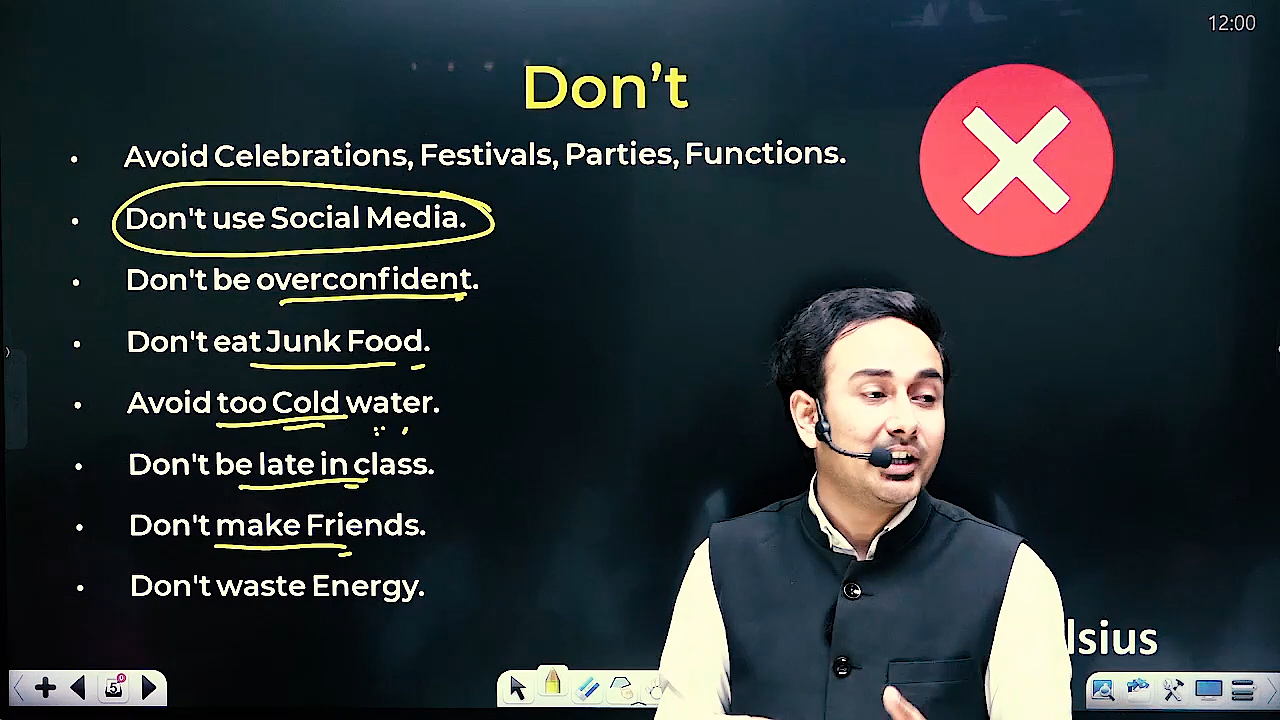 12:00
Don't
• Avoid Celebrations, Festivals, Parties, Functions.
• Don't use Social Media.
• Don't be overconfident.
• Don't eat Junk Food.
• Avoid too Cold water.
• Don't be late in class.
• Don't make Friends.
• Don't waste Energy.
lsius
5